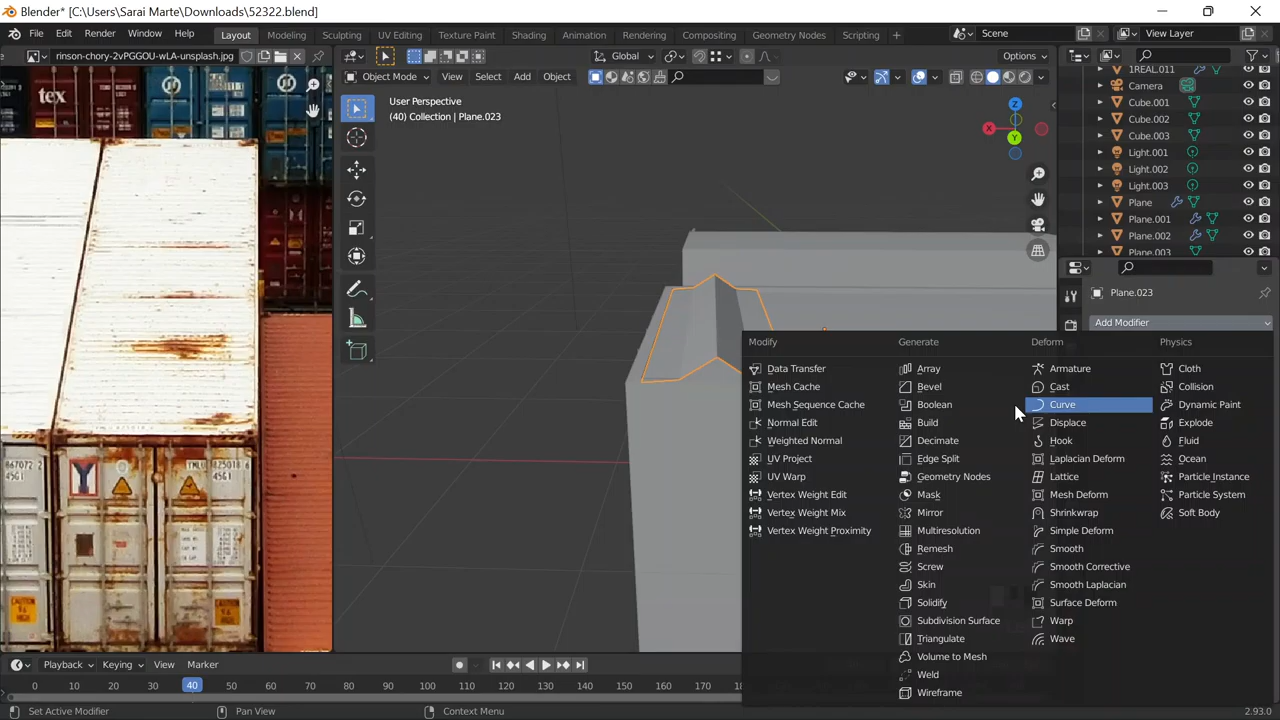 Blender* [C:\Users\Sarai Marte\Downloads\52322.blend]
File Edit Render Window Help Layout Modeling Sculpting UV Editing Texture Paint Shading Animation Rendering Compositing Geometry Nodes Scripting Scene View Layer
rinson-chory-2vPGGOU-wLA-unsplash.jpg Global Options
Object Mode View Select Add Object
User Perspective
(40) Collection | Plane.023
X Y Z
1REAL.011
Camera
Cube.001
Cube.002
Cube.003
Light.001
Light.002
Light.003
Plane
Plane.001
Plane.002
Plane.003
Plane.023
Add Modifier
Modify
Data Transfer
Mesh Cache
Mesh Sequence Cache
Normal Edit
Weighted Normal
UV Project
UV Warp
Vertex Weight Edit
Vertex Weight Mix
Vertex Weight Proximity
Generate
Array
Bevel
Boolean
Build
Decimate
Edge Split
Geometry Nodes
Mask
Mirror
Multiresolution
Remesh
Screw
Skin
Solidify
Subdivision Surface
Triangulate
Volume to Mesh
Weld
Wireframe
Deform
Armature
Cast
Curve
Displace
Hook
Laplacian Deform
Lattice
Mesh Deform
Shrinkwrap
Simple Deform
Smooth
Smooth Corrective
Smooth Laplacian
Surface Deform
Warp
Wave
Physics
Cloth
Collision
Dynamic Paint
Explode
Fluid
Ocean
Particle Instance
Particle System
Soft Body
tex
Playback Keying View Marker
0 10 20 30 40 50 60 70 80 90 100 110 120 130 140 150 160 170
Set Active Modifier Pan View Context Menu 2.93.0